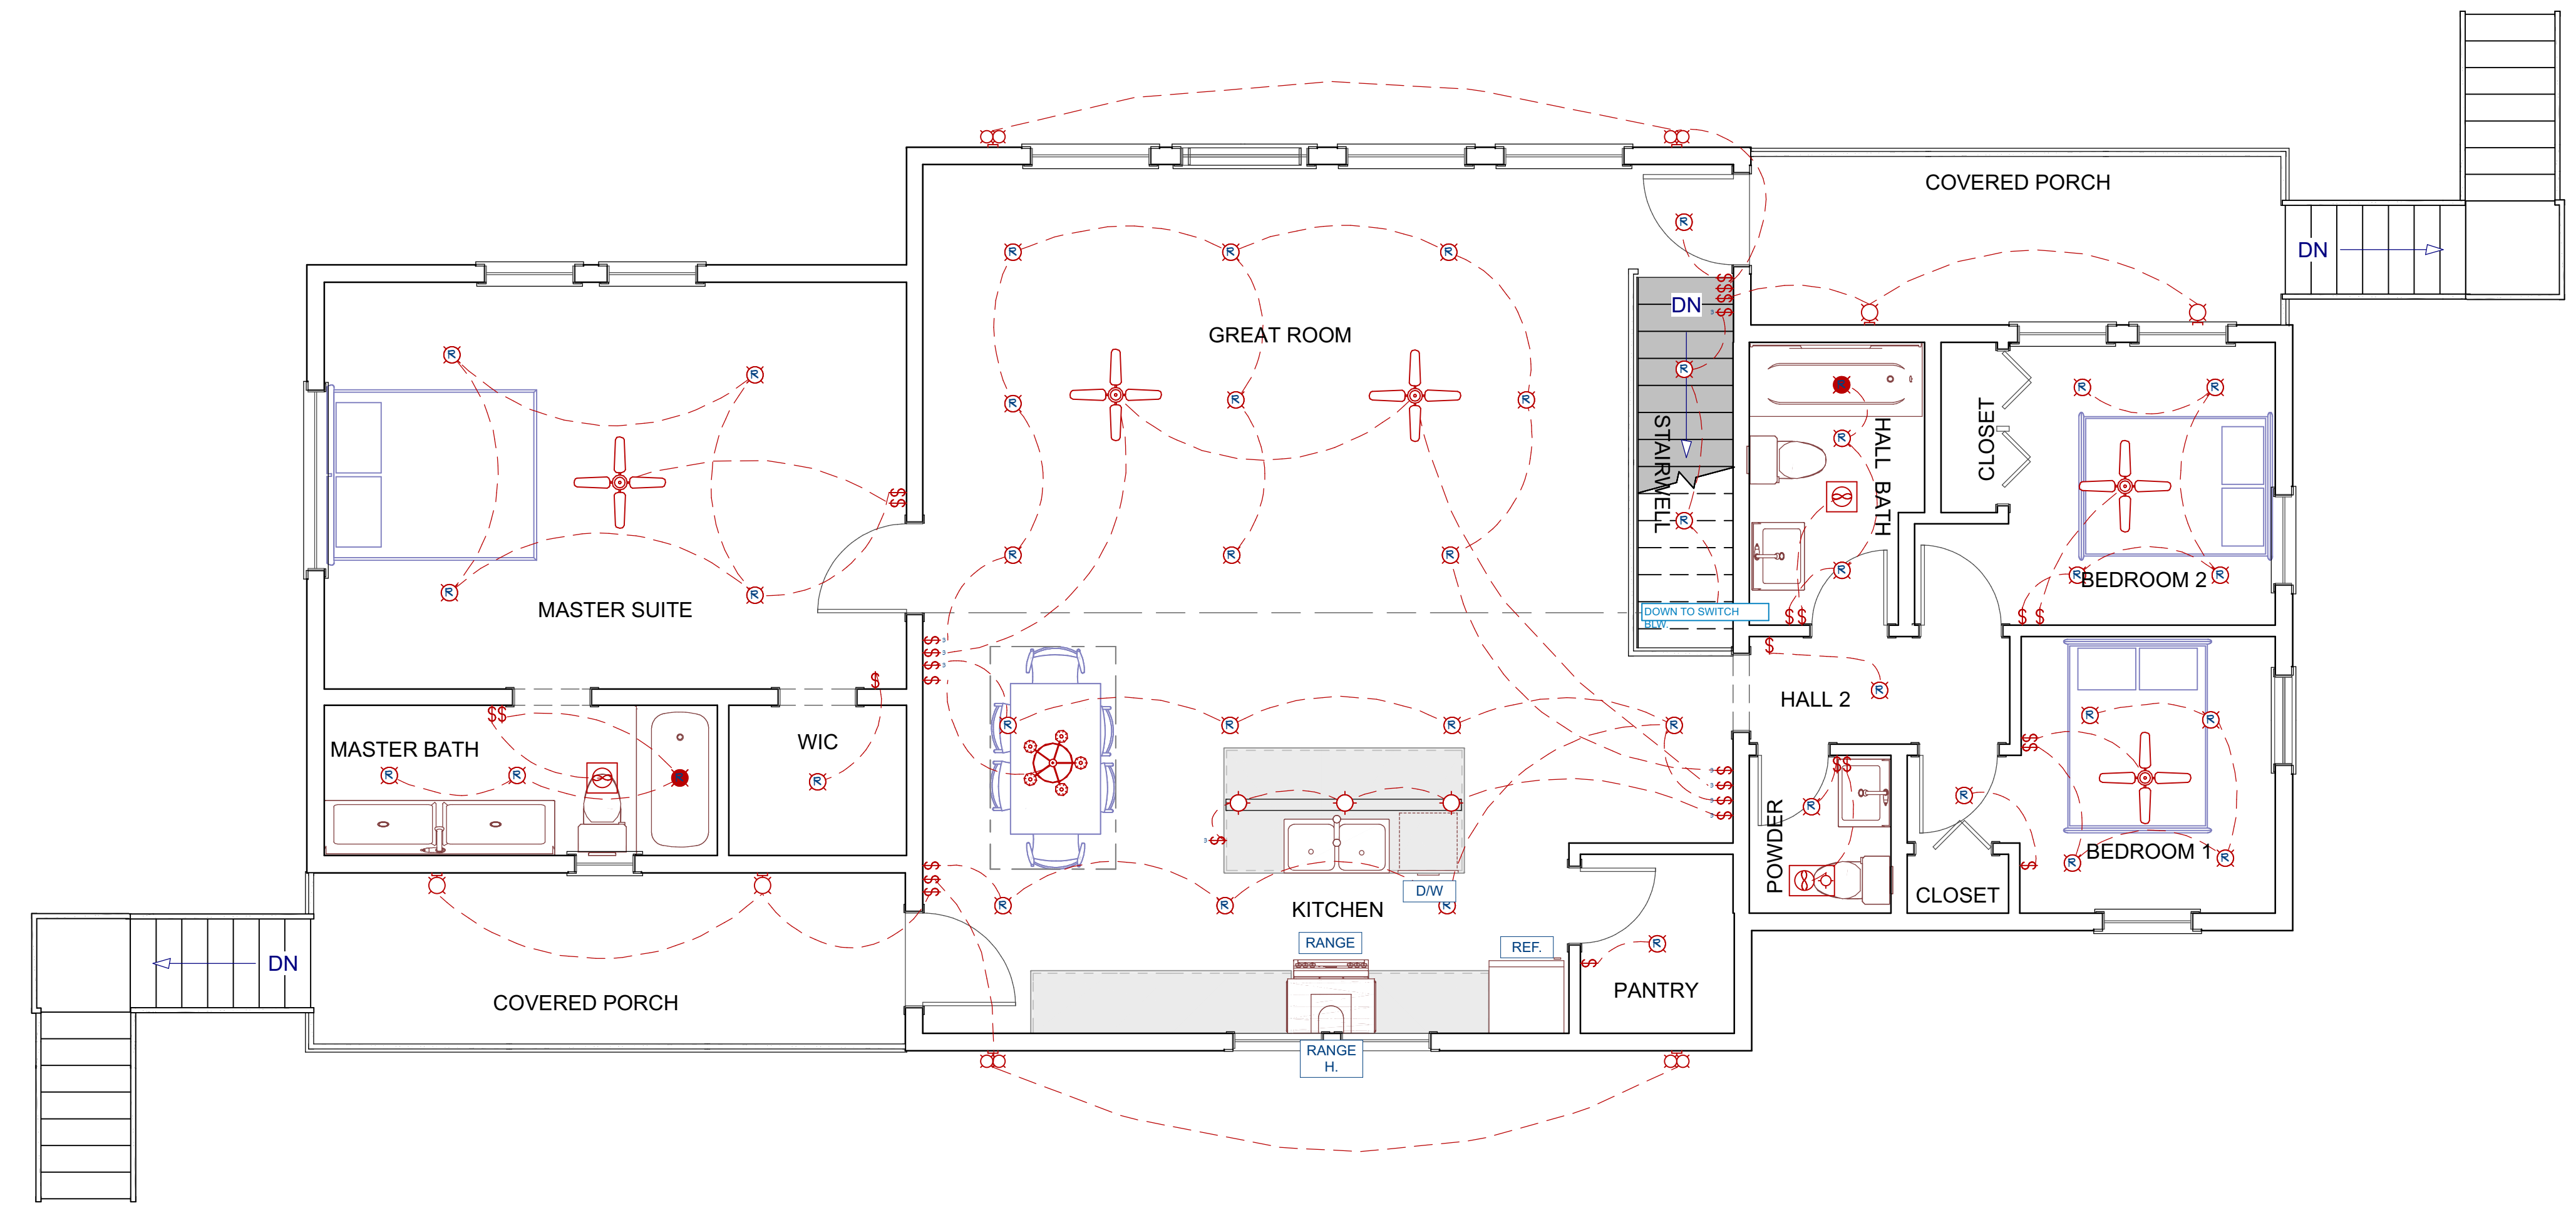 COVERED PORCH
DN
DN
GREAT ROOM
STAIRWELL
HALL BATH
CLOSET
BEDROOM 2
MASTER SUITE
DOWN TO SWITCH
BLW.
HALL 2
MASTER BATH
WIC
POWDER
BEDROOM 1
CLOSET
D/W
KITCHEN
RANGE
REF.
DN
COVERED PORCH
PANTRY
RANGE
H.